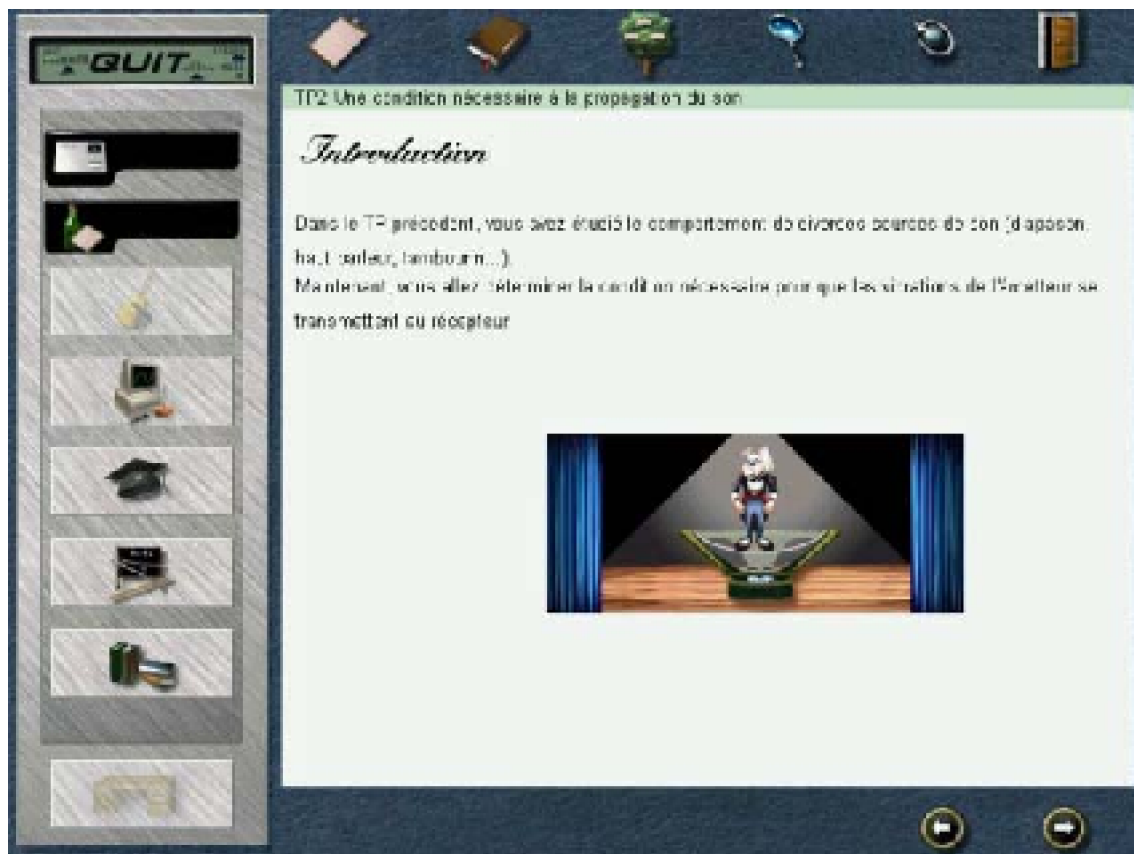 QUIT
TP2 Une condition nécessaire à la propagation du son
Introduction
Dans le TP précédent, vous avez étudié le comportement de diverses sources de son (diapason,
haut parleur, tambourin...).
Maintenant, vous allez déterminer la condition nécessaire pour que les vibrations de l'émetteur se
transmettent au récepteur